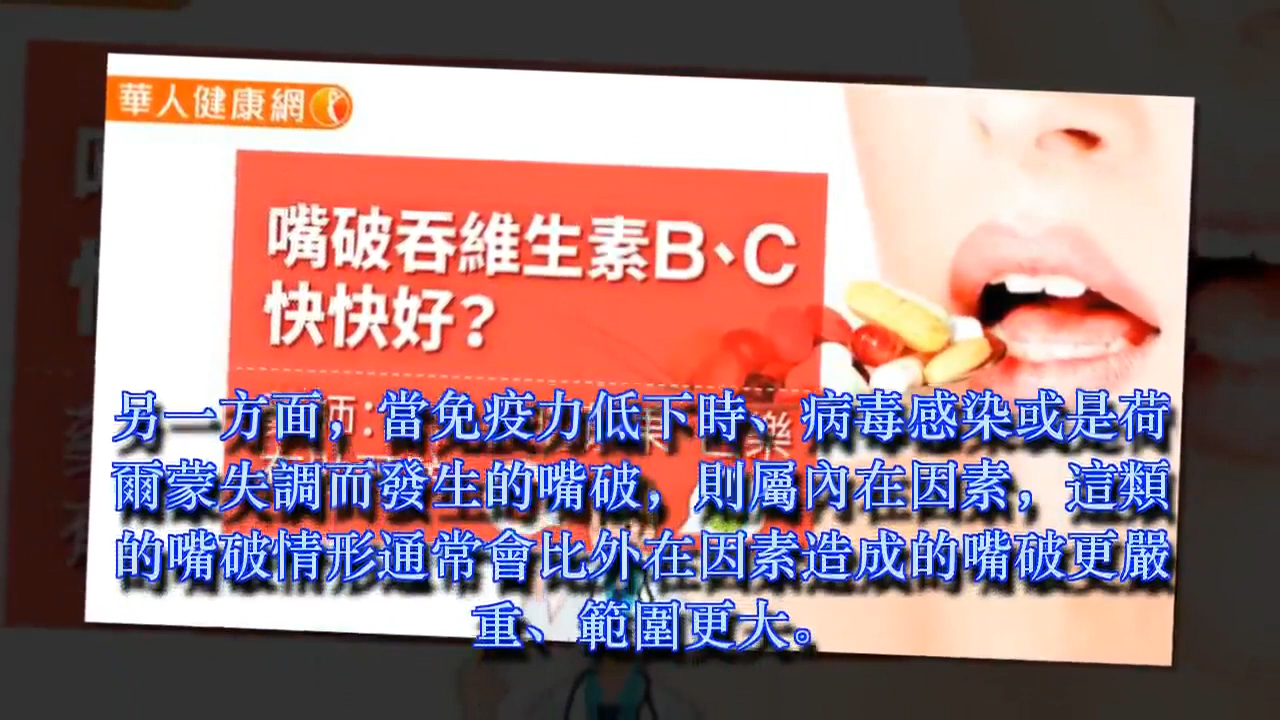 華人健康網
嘴破吞維生素B、C
快快好？
另一方面，當免疫力低下時、病毒感染或是荷
爾蒙失調而發生的嘴破，則屬內在因素，這類
的嘴破情形通常會比外在因素造成的嘴破更嚴
重、範圍更大。